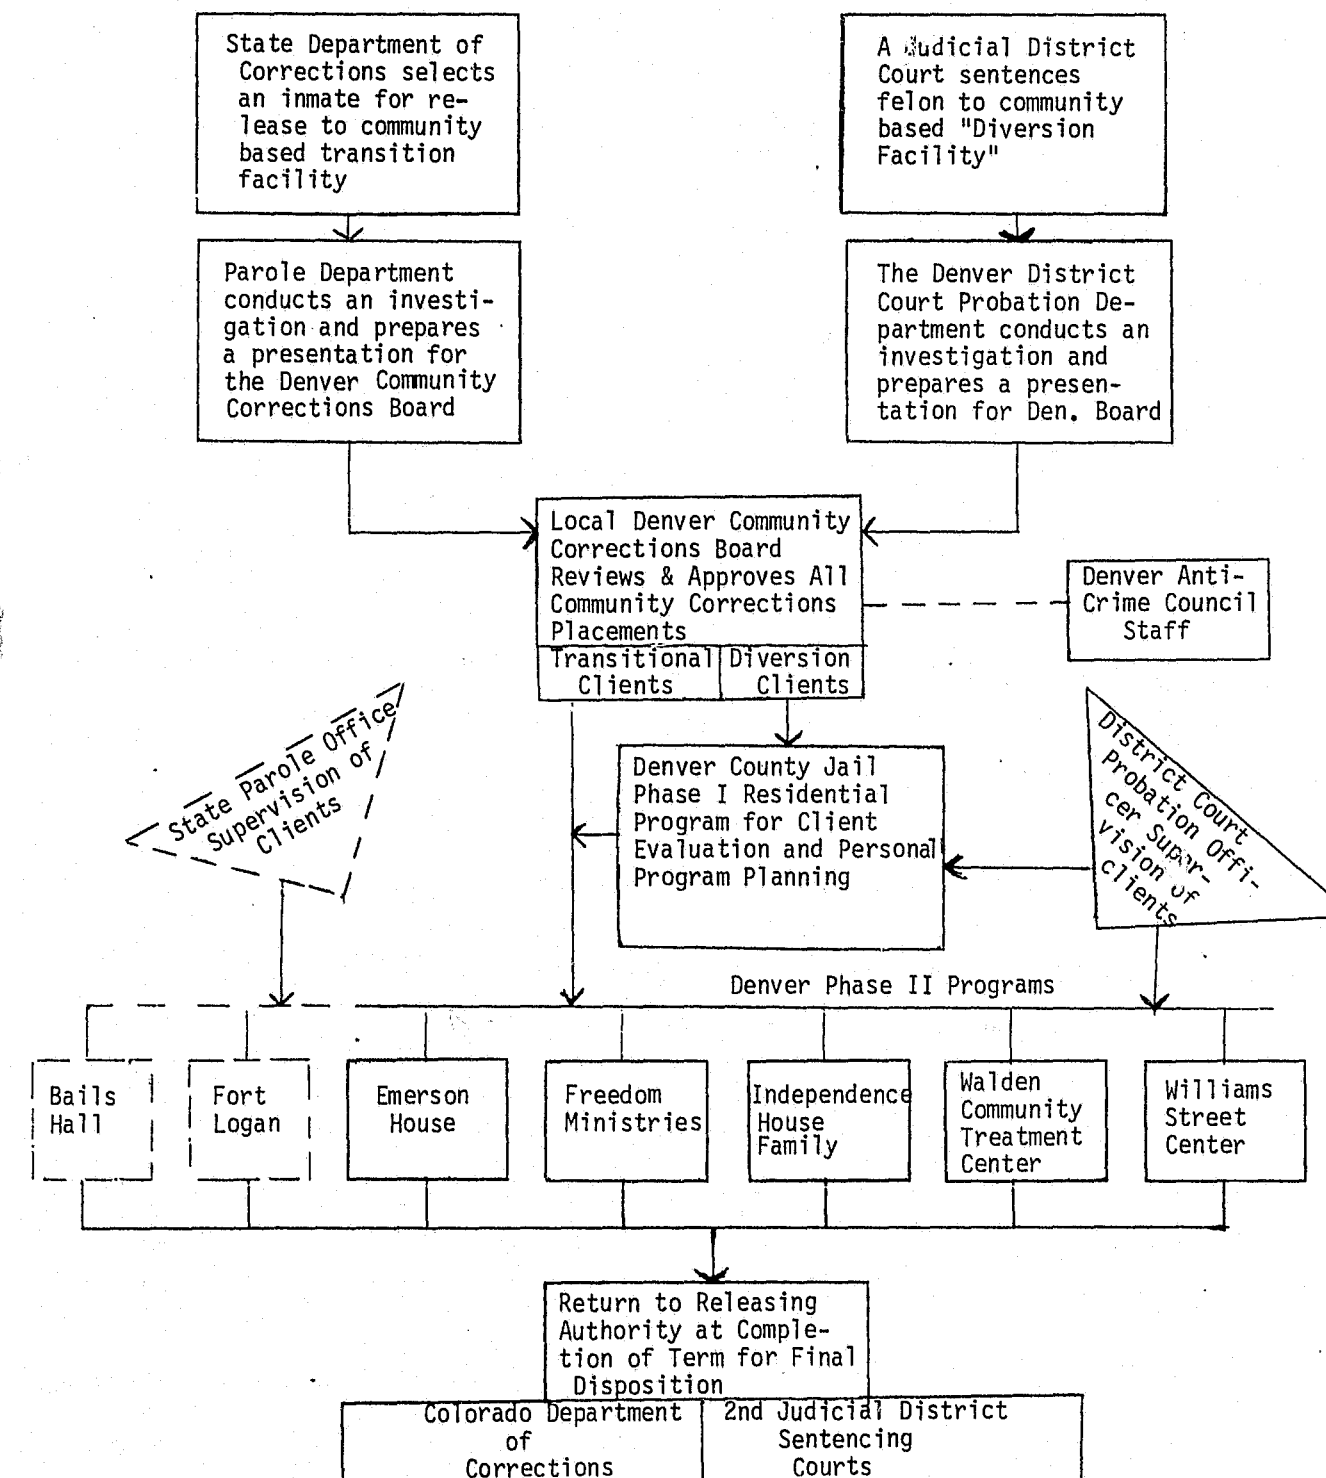 State Department of
Corrections selects
an inmate for re-
lease to community
based transition
facility
A Judicial District
Court sentences
felon to community
based "Diversion
Facility"
Parole Department
conducts an investi-
gation and prepares
a presentation for
the Denver Community
Corrections Board
The Denver District
Court Probation De-
partment conducts an
investigation and
prepares a presen-
tation for Den. Board
Local Denver Community
Corrections Board
Reviews & Approves All
Community Corrections
Placements
Transitional
Clients
Diversion
Clients
Denver Anti-
Crime Council
Staff
State Parole Office
Supervision of
Clients
Denver County Jail
Phase I Residential
Program for Client
Evaluation and Personal
Program Planning
District Court
Probation Offi-
cer Super-
vision of
clients
Denver Phase II Programs
Bails
Hall
Fort
Logan
Emerson
House
Freedom
Ministries
Independence
House
Family
Walden
Community
Treatment
Center
Williams
Street
Center
Return to Releasing
Authority at Comple-
tion of Term for Final
Disposition
Colorado Department
of
Corrections
2nd Judicial District
Sentencing
Courts